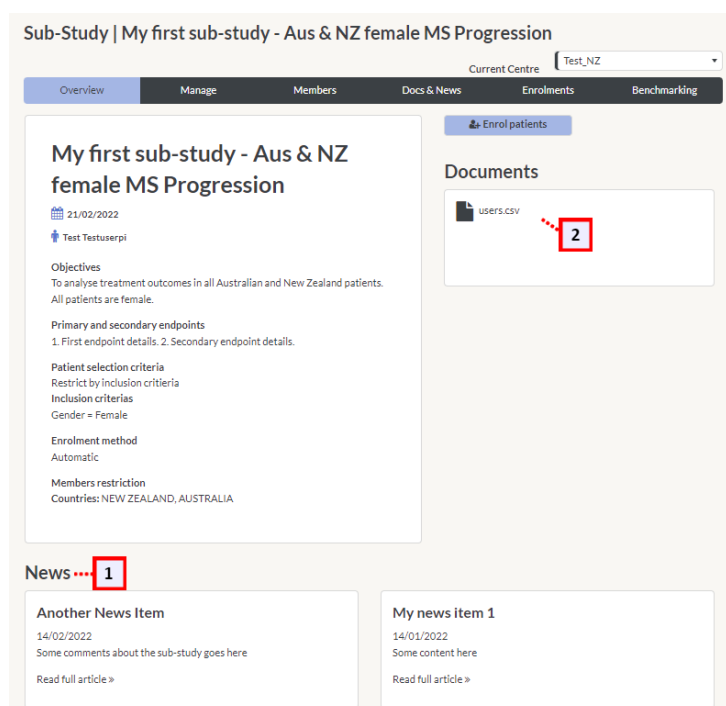 Sub-Study | My first sub-study - Aus & NZ female MS Progression
Current Centre Test_NZ
Overview Manage Members Docs & News Enrolments Benchmarking
My first sub-study - Aus & NZ
female MS Progression
21/02/2022
Test Testuserpi
Objectives
To analyse treatment outcomes in all Australian and New Zealand patients.
All patients are female.
Primary and secondary endpoints
1. First endpoint details. 2. Secondary endpoint details.
Patient selection criteria
Restrict by inclusion critieria
Inclusion criterias
Gender = Female
Enrolment method
Automatic
Members restriction
Countries: NEW ZEALAND, AUSTRALIA
Enrol patients
Documents
users.csv
2
News
1
Another News Item
14/02/2022
Some comments about the sub-study goes here
Read full article »
My news item 1
14/01/2022
Some content here
Read full article »